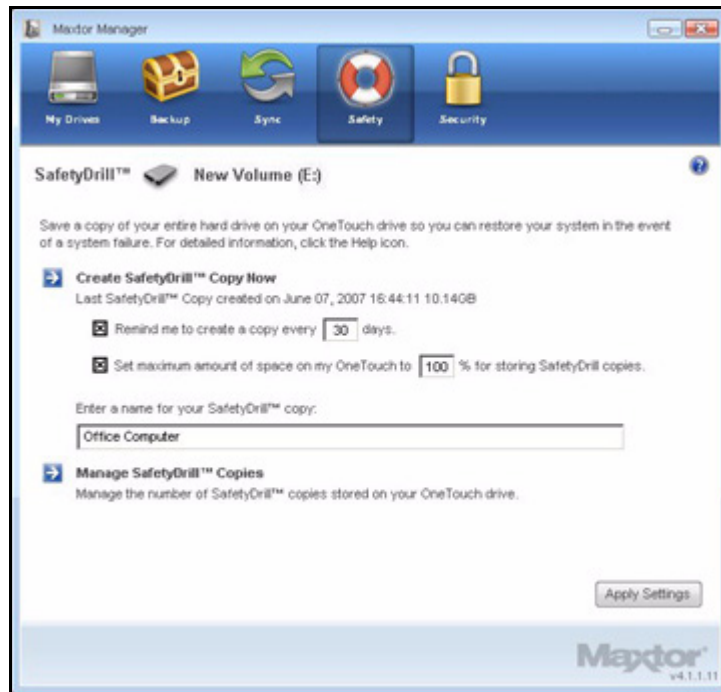 Maxtor Manager
My Drives Backup Sync Safety Security
SafetyDrill™ New Volume (E:)
Save a copy of your entire hard drive on your OneTouch drive so you can restore your system in the event
of a system failure. For detailed information, click the Help icon.
Create SafetyDrill™ Copy Now
Last SafetyDrill™ Copy created on June 07, 2007 16:44:11 10.14GB
Remind me to create a copy every 30 days.
Set maximum amount of space on my OneTouch to 100 % for storing SafetyDrill copies.
Enter a name for your SafetyDrill™ copy:
Office Computer
Manage SafetyDrill™ Copies
Manage the number of SafetyDrill™ copies stored on your OneTouch drive.
Apply Settings
Maxtor
v4.1.1.11